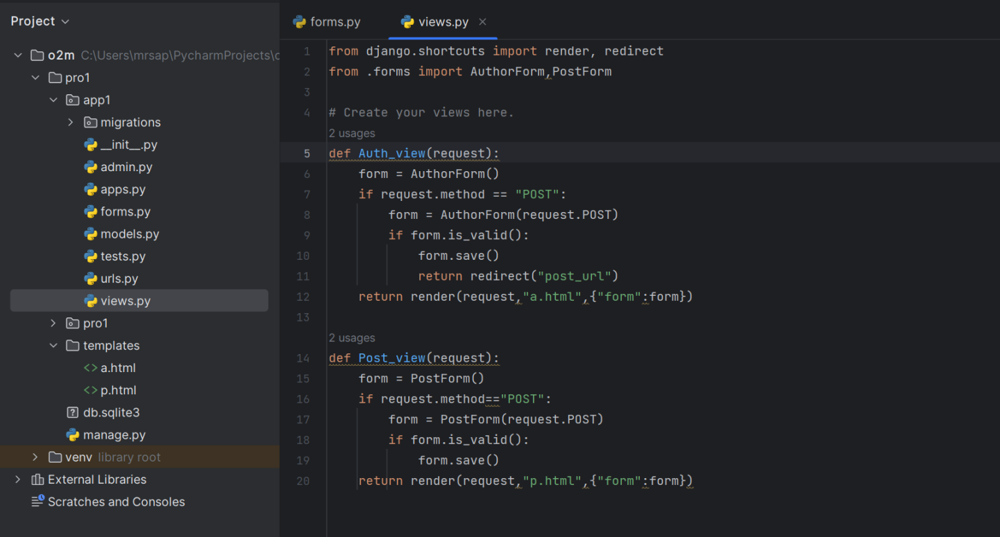 Project
o2m C:\Users\mrsap\PycharmProjects\
pro1
app1
migrations
__init__.py
admin.py
apps.py
forms.py
models.py
tests.py
urls.py
views.py
pro1
templates
<> a.html
<> p.html
? db.sqlite3
manage.py
venv library root
External Libraries
Scratches and Consoles
forms.py views.py
1 from django.shortcuts import render, redirect
2 from .forms import AuthorForm,PostForm
3
4 # Create your views here.
2 usages
5 def Auth_view(request):
6 form = AuthorForm()
7 if request.method == "POST":
8 form = AuthorForm(request.POST)
9 if form.is_valid():
10 form.save()
11 return redirect("post_url")
12 return render(request,"a.html",{"form":form})
13
2 usages
14 def Post_view(request):
15 form = PostForm()
16 if request.method=="POST":
17 form = PostForm(request.POST)
18 if form.is_valid():
19 form.save()
20 return render(request,"p.html",{"form":form})